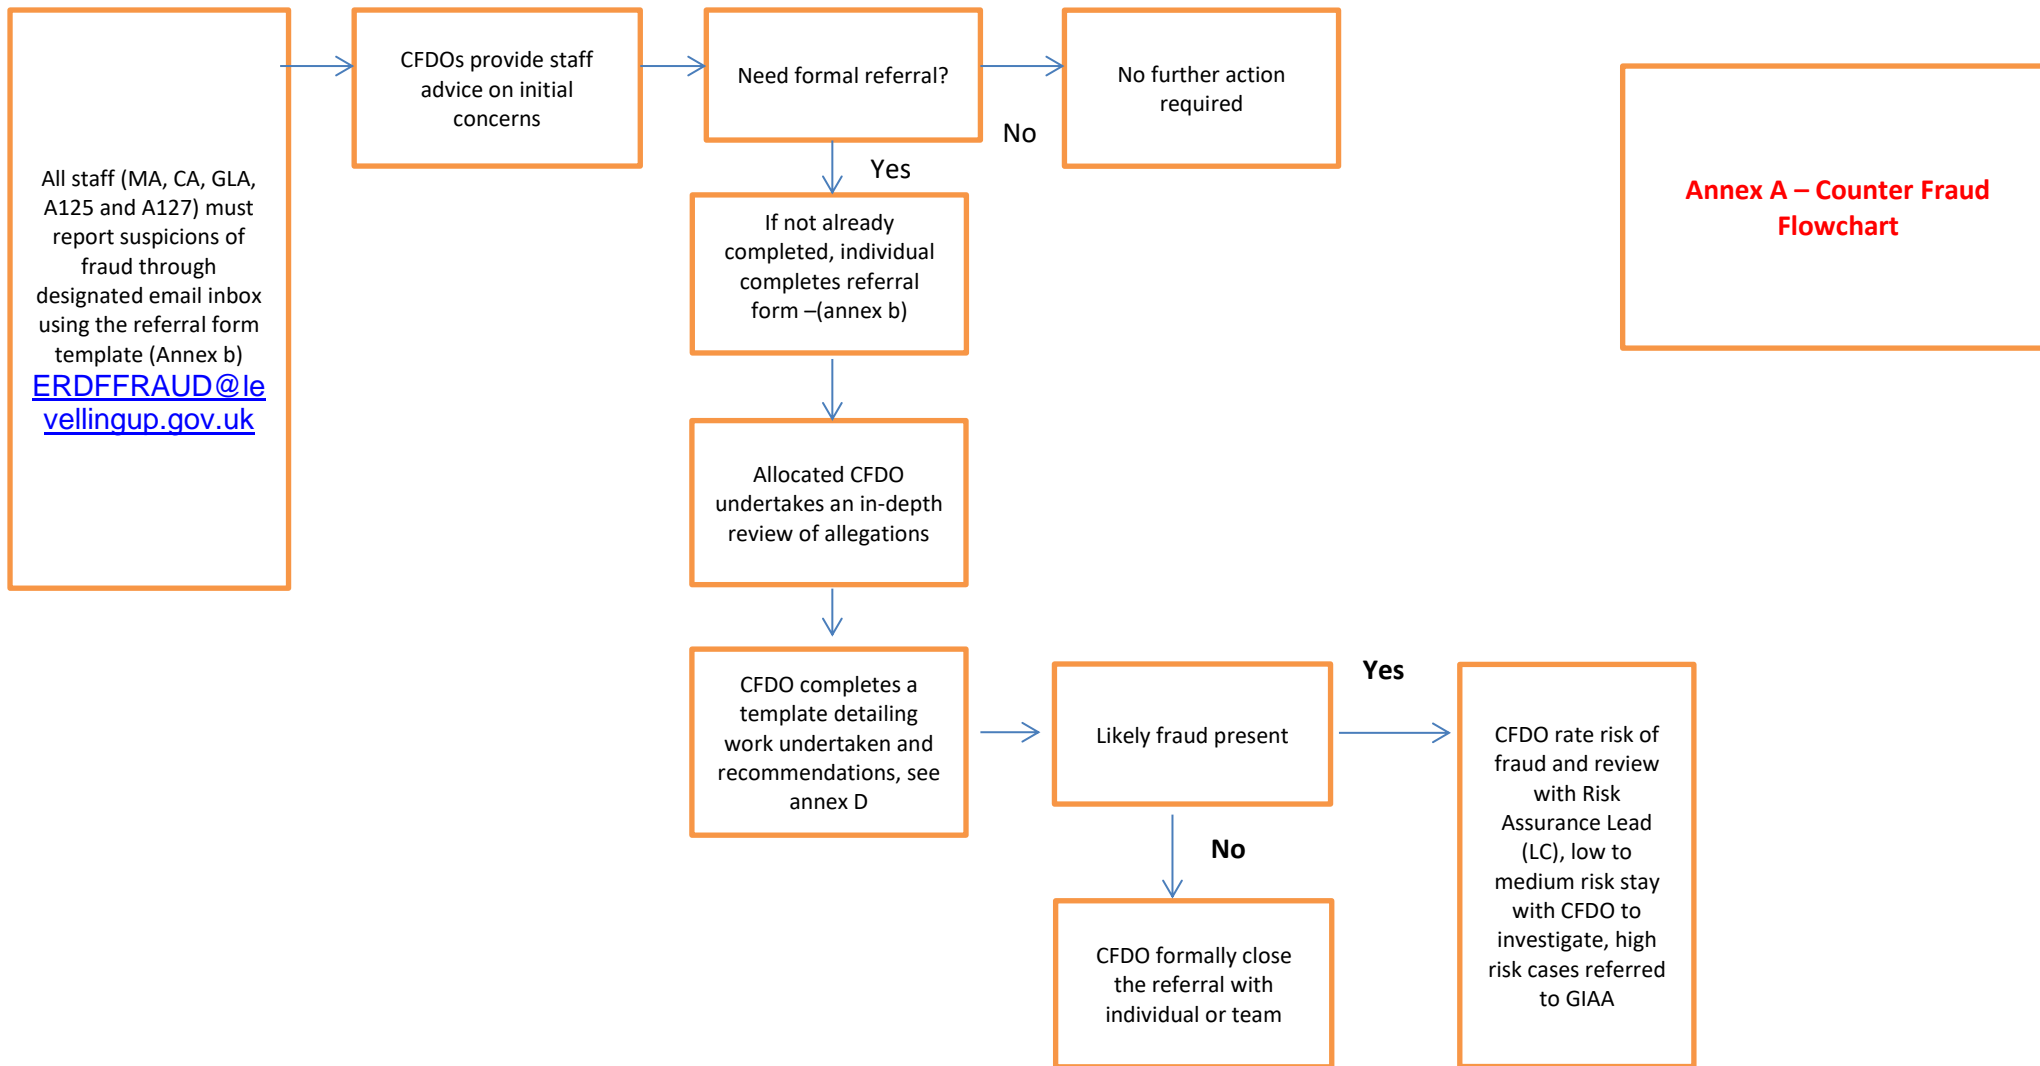 All staff (MA, CA, GLA,
A125 and A127) must
report suspicions of
fraud through
designated email inbox
using the referral form
template (Annex b)
ERDFFRAUD@le
vellingup.gov.uk
CFDOs provide staff
advice on initial
concerns
Need formal referral?
No
No further action
required
Annex A – Counter Fraud
Flowchart
Yes
If not already
completed, individual
completes referral
form –(annex b)
Allocated CFDO
undertakes an in-depth
review of allegations
CFDO completes a
template detailing
work undertaken and
recommendations, see
annex D
Likely fraud present
Yes
CFDO rate risk of
fraud and review
with Risk
Assurance Lead
(LC), low to
medium risk stay
with CFDO to
investigate, high
risk cases referred
to GIAA
No
CFDO formally close
the referral with
individual or team